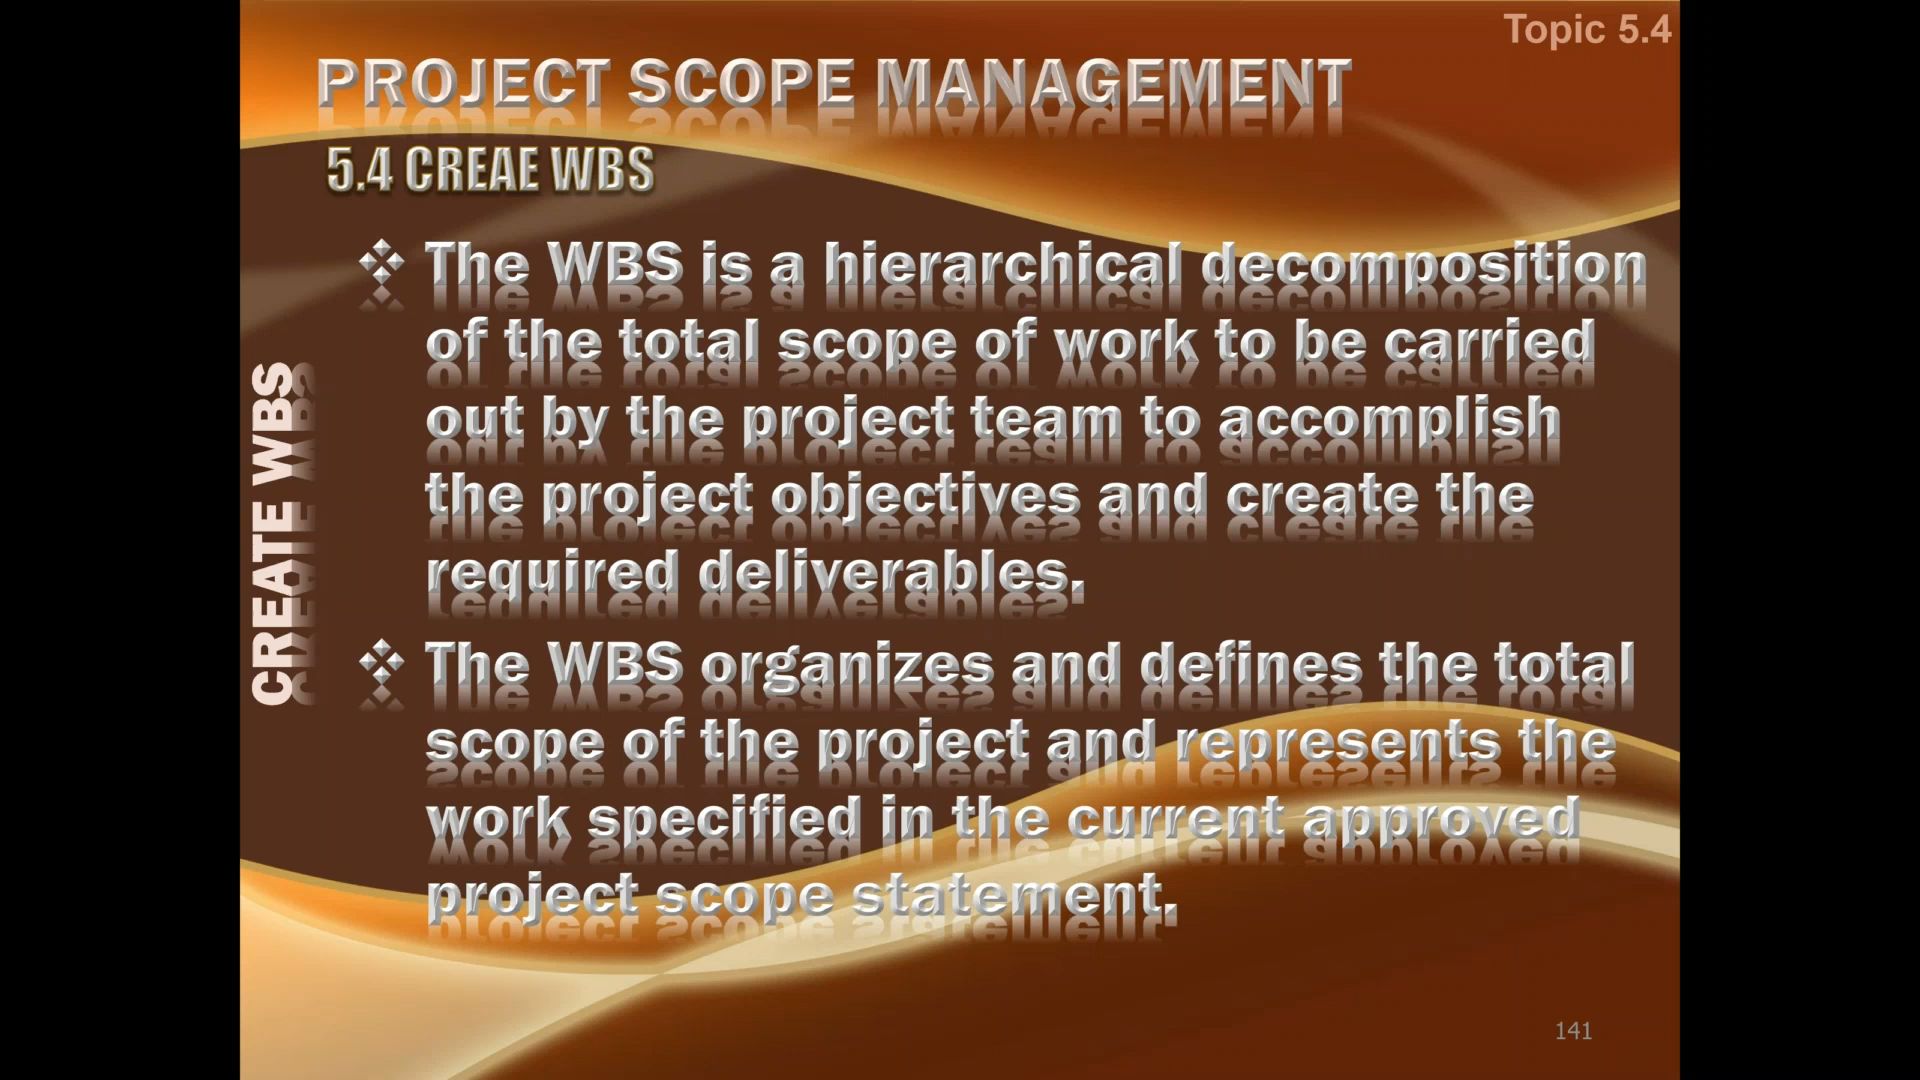 Topic 5.4
PROJECT SCOPE MANAGEMENT
5.4 CREAE WBS
CREATE WBS
The WBS is a hierarchical decomposition
of the total scope of work to be carried
out by the project team to accomplish
the project objectives and create the
required deliverables.
The WBS organizes and defines the total
scope of the project and represents the
work specified in the current approved
project scope statement.
141